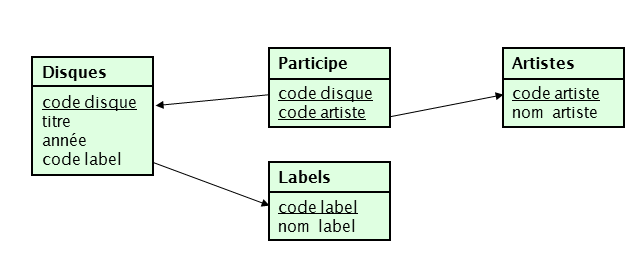 Disques
code disque
titre
année
code label
Participe
code disque
code artiste
Artistes
code artiste
nom artiste
Labels
code label
nom label